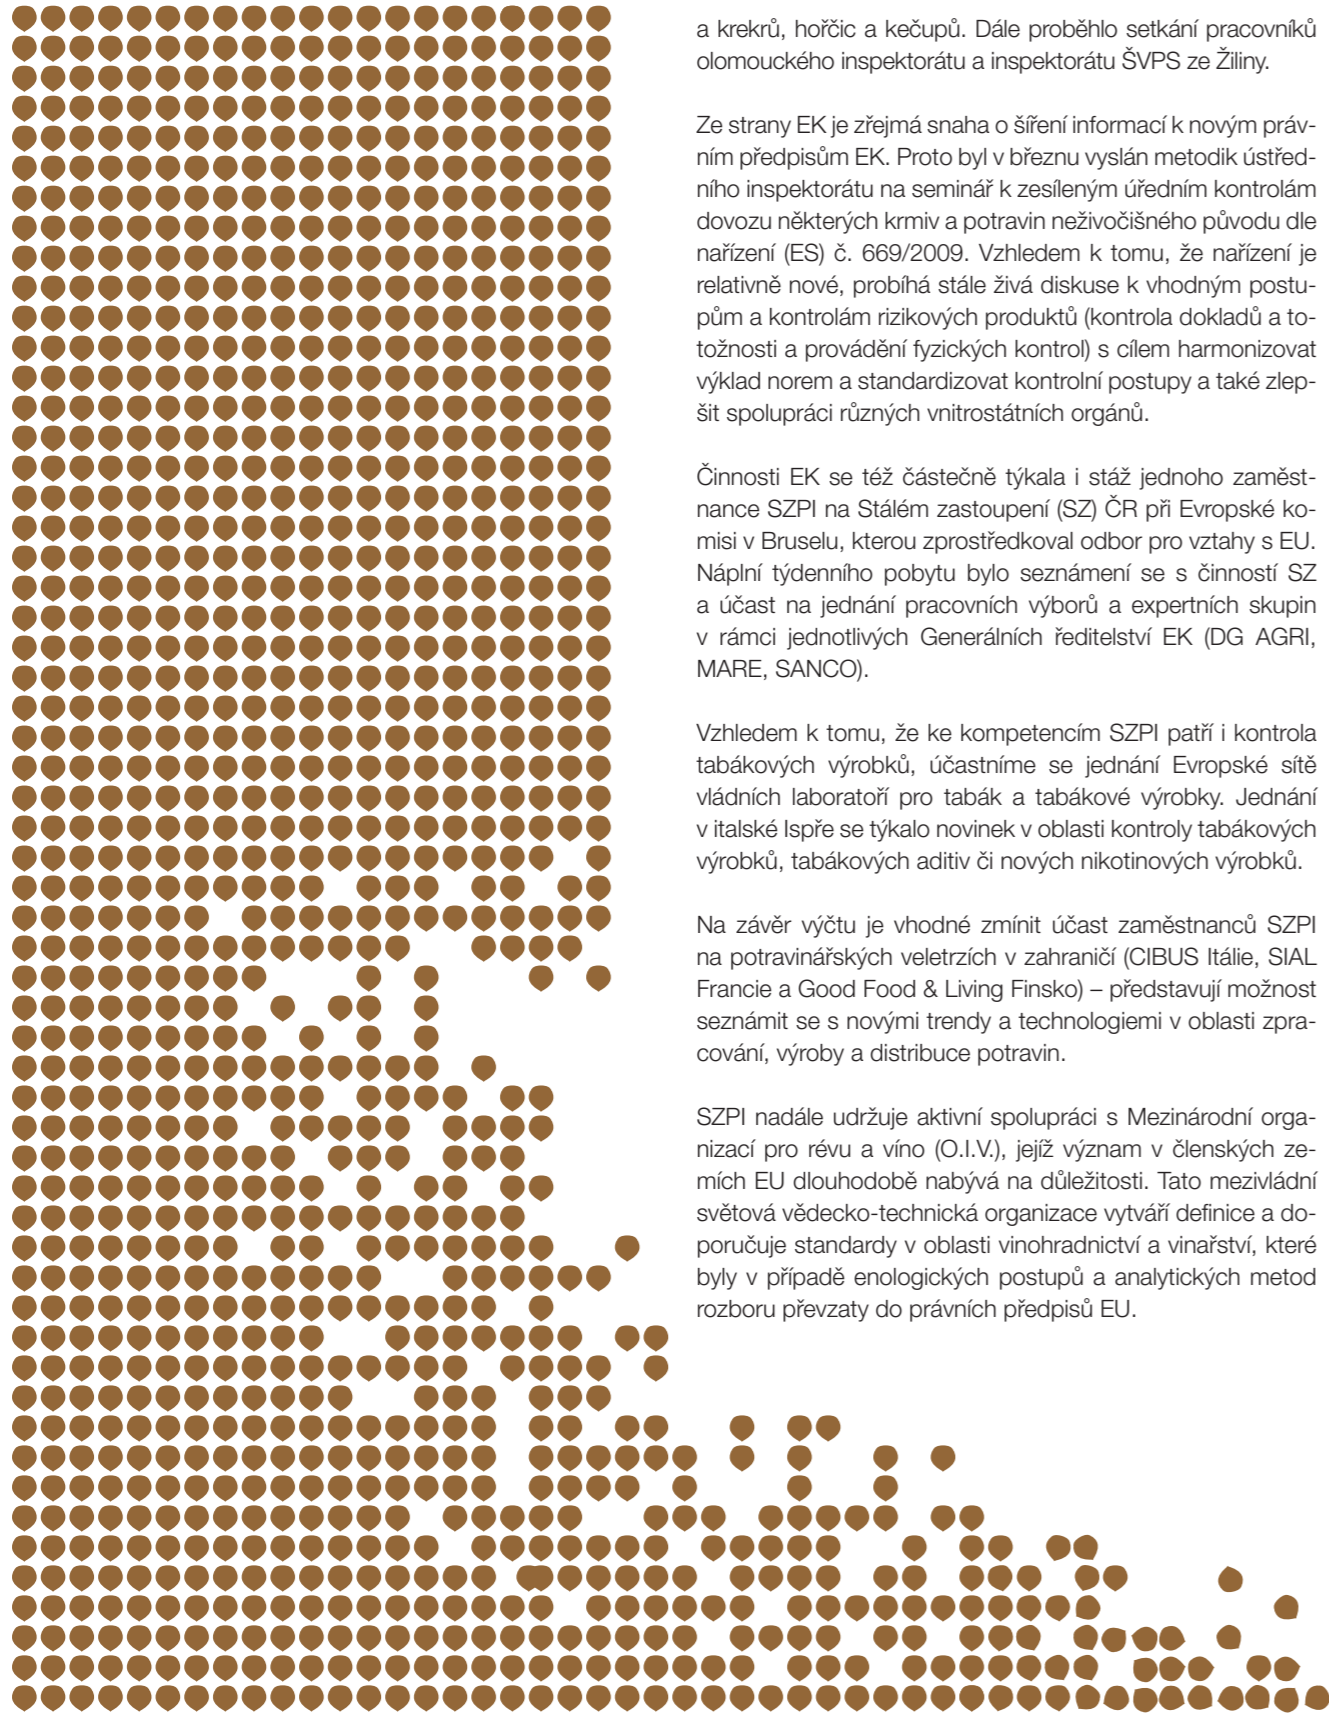 a krekrů, hořčic a kečupů. Dále proběhlo setkání pracovníků
olomouckého inspektorátu a inspektorátu ŠVPS ze Žiliny.
Ze strany EK je zřejmá snaha o šíření informací k novým práv-
ním předpisům EK. Proto byl v březnu vyslán metodik ústřed-
ního inspektorátu na seminář k zesíleným úředním kontrolám
dovozu některých krmiv a potravin neživočišného původu dle
nařízení (ES) č. 669/2009. Vzhledem k tomu, že nařízení je
relativně nové, probíhá stále živá diskuse k vhodným postu-
pům a kontrolám rizikových produktů (kontrola dokladů a to-
tožnosti a provádění fyzických kontrol) s cílem harmonizovat
výklad norem a standardizovat kontrolní postupy a také zlep-
šit spolupráci různých vnitrostátních orgánů.
Činnosti EK se též částečně týkala i stáž jednoho zaměst-
nance SZPI na Stálém zastoupení (SZ) ČR při Evropské ko-
misi v Bruselu, kterou zprostředkoval odbor pro vztahy s EU.
Náplní týdenního pobytu bylo seznámení se s činností SZ
a účast na jednání pracovních výborů a expertních skupin
v rámci jednotlivých Generálních ředitelství EK (DG AGRI,
MARE, SANCO).
Vzhledem k tomu, že ke kompetencím SZPI patří i kontrola
tabákových výrobků, účastníme se jednání Evropské sítě
vládních laboratoří pro tabák a tabákové výrobky. Jednání
v italské Ispře se týkalo novinek v oblasti kontroly tabákových
výrobků, tabákových aditiv či nových nikotinových výrobků.
Na závěr výčtu je vhodné zmínit účast zaměstnanců SZPI
na potravinářských veletrzích v zahraničí (CIBUS Itálie, SIAL
Francie a Good Food & Living Finsko) – představují možnost
seznámit se s novými trendy a technologiemi v oblasti zpra-
cování, výroby a distribuce potravin.
SZPI nadále udržuje aktivní spolupráci s Mezinárodní orga-
nizací pro révu a víno (O.I.V.), jejíž význam v členských ze-
mích EU dlouhodobě nabývá na důležitosti. Tato mezivládní
světová vědecko-technická organizace vytváří definice a do-
poručuje standardy v oblasti vinohradnictví a vinařství, které
byly v případě enologických postupů a analytických metod
rozboru převzaty do právních předpisů EU.